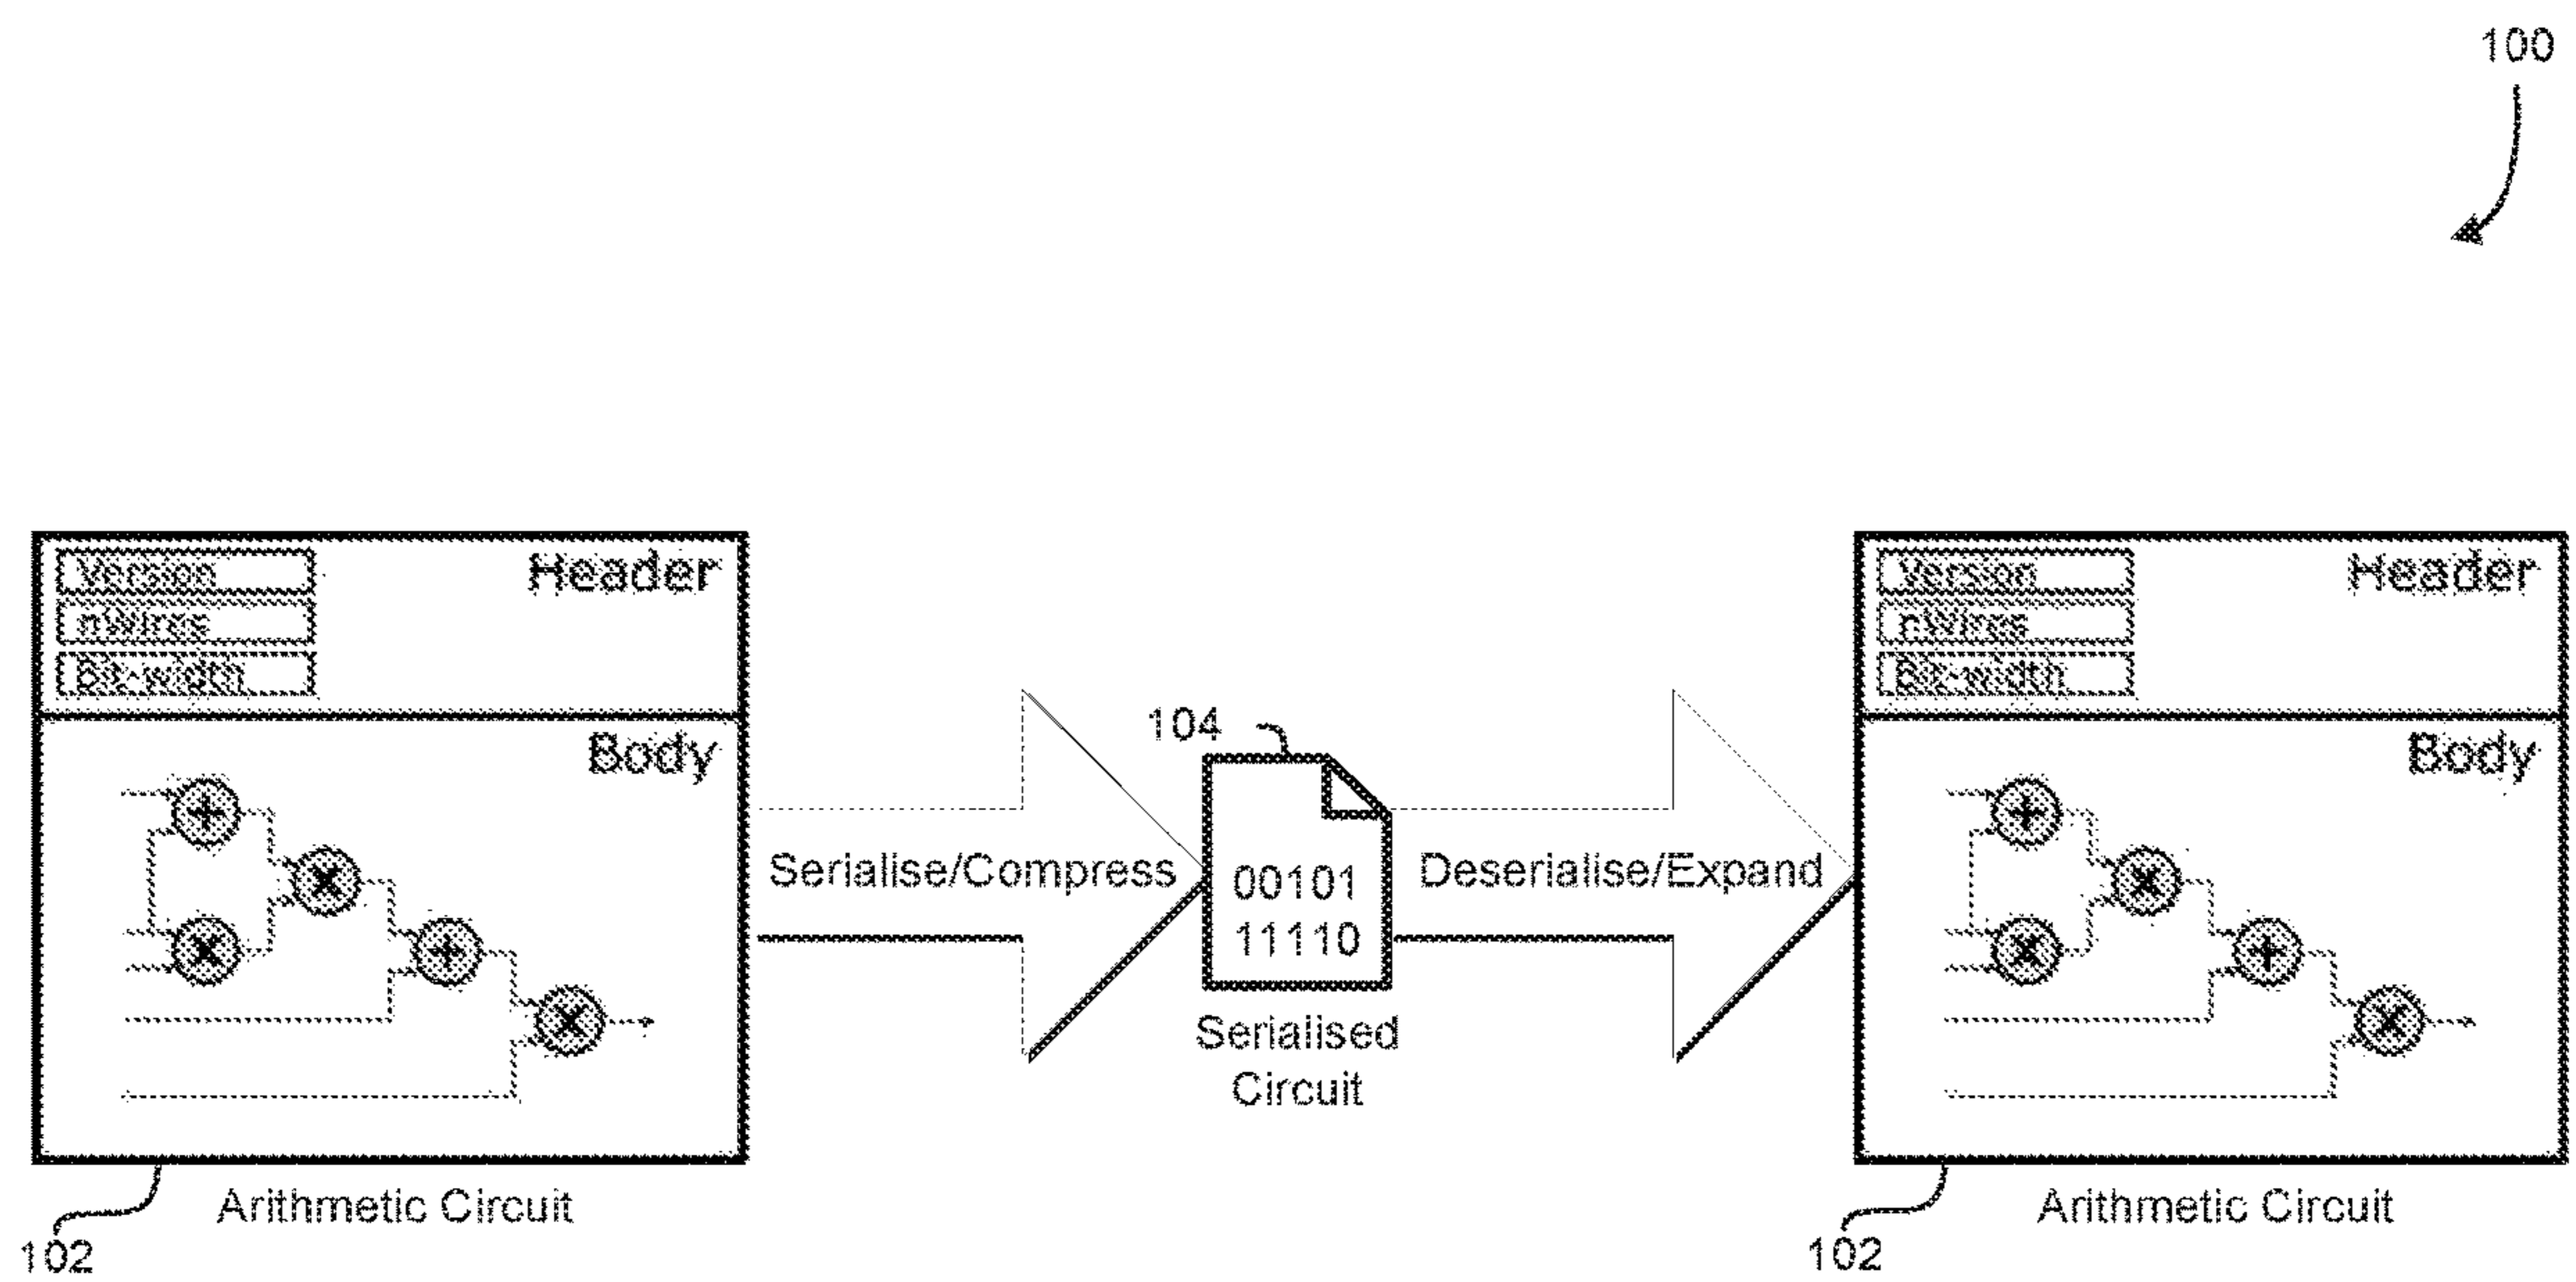 100
Version
nWires
Bit-width
Header
Body
+
×
×
+
×
Arithmetic Circuit
102
Serialise/Compress
104
00101
11110
Serialised
Circuit
Deserialise/Expand
Version
nWires
Bit-width
Header
Body
+
×
×
+
×
Arithmetic Circuit
102